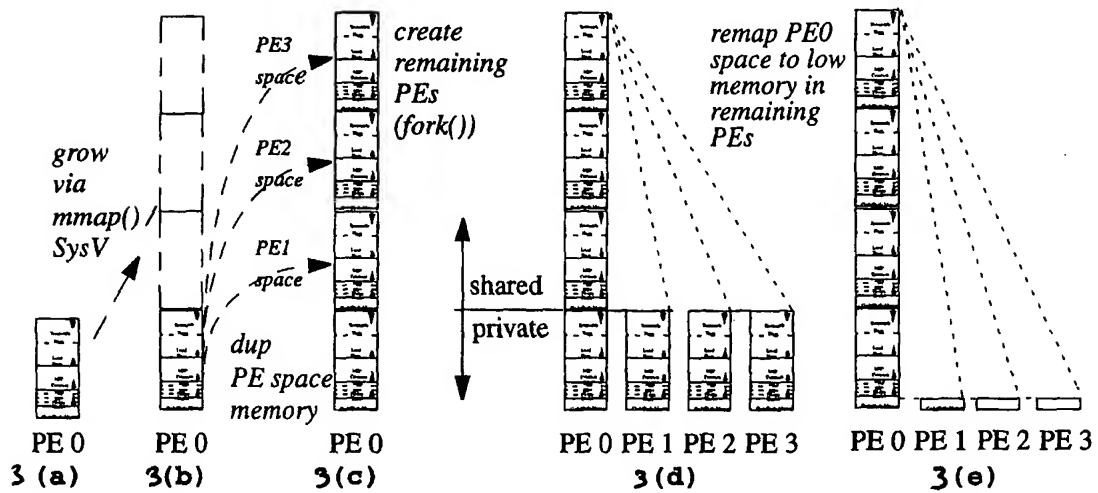 grow
via
mmap()
SysV
PE3
space
PE2
space
PE1
space
dup
PE space
memory
create
remaining
PEs
(fork())
shared
private
remap PE0
space to low
memory in
remaining
PEs
PE 0
PE 0
PE 0
PE 0 PE 1 PE 2 PE 3
PE 0 PE 1 PE 2 PE 3
3 (a)
3(b)
3(c)
3(d)
3(e)